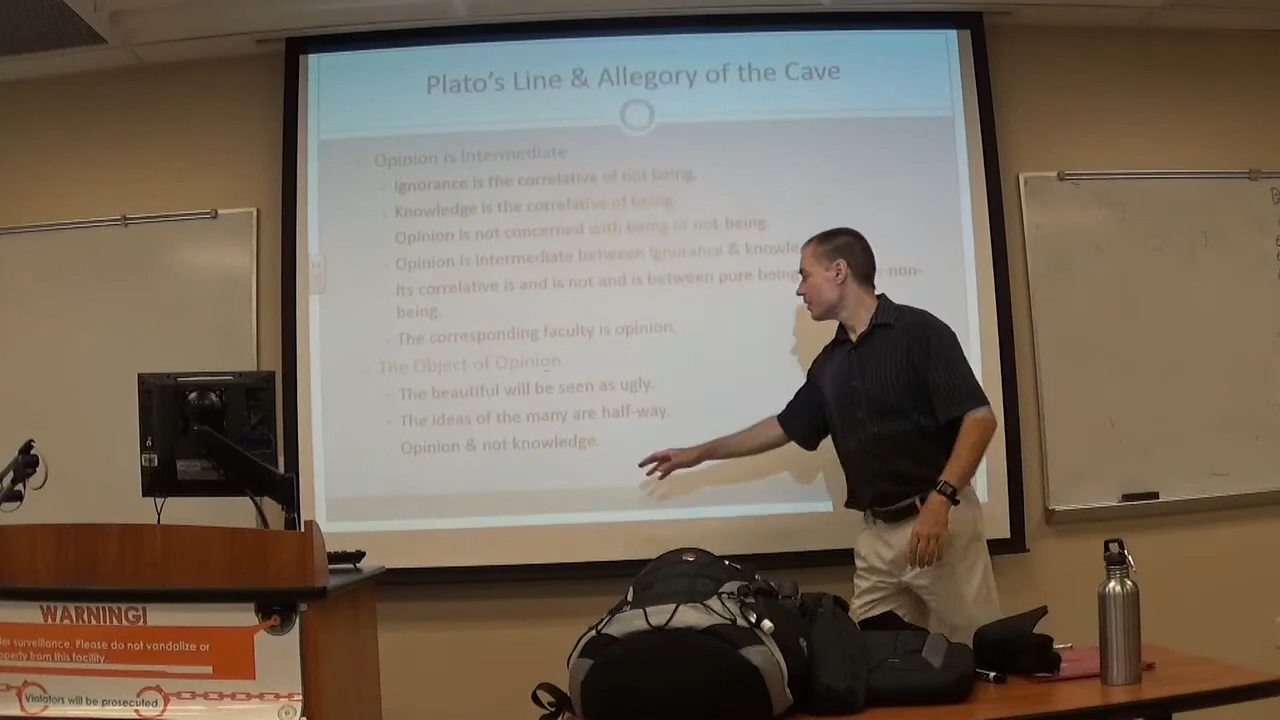 Plato's Line & Allegory of the Cave
Opinion is Intermediate
Ignorance is the correlative of not being.
Knowledge is the correlative of being
Opinion is not concerned with being or not-being
Opinion is intermediate between ignorance & knowle
Its correlative is and is not and is between pure being non-
being.
The corresponding faculty is opinion.
The Object of Opinion
The beautiful will be seen as ugly.
The ideas of the many are half-way.
Opinion & not knowledge.
WARNING!
surveillance. Please do not vandalize or
from this facility.
Violators will be prosecuted